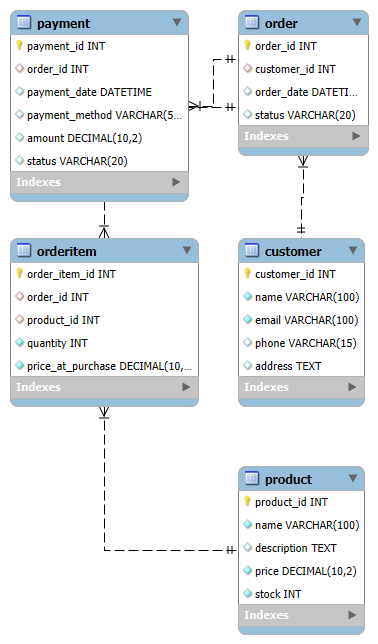 payment
payment_id INT
order_id INT
payment_date DATETIME
payment_method VARCHAR(5...
amount DECIMAL(10,2)
status VARCHAR(20)
Indexes
order
order_id INT
customer_id INT
order_date DATETI...
status VARCHAR(20)
Indexes
orderitem
order_item_id INT
order_id INT
product_id INT
quantity INT
price_at_purchase DECIMAL(10,...
Indexes
customer
customer_id INT
name VARCHAR(100)
email VARCHAR(100)
phone VARCHAR(15)
address TEXT
Indexes
product
product_id INT
name VARCHAR(100)
description TEXT
price DECIMAL(10,2)
stock INT
Indexes